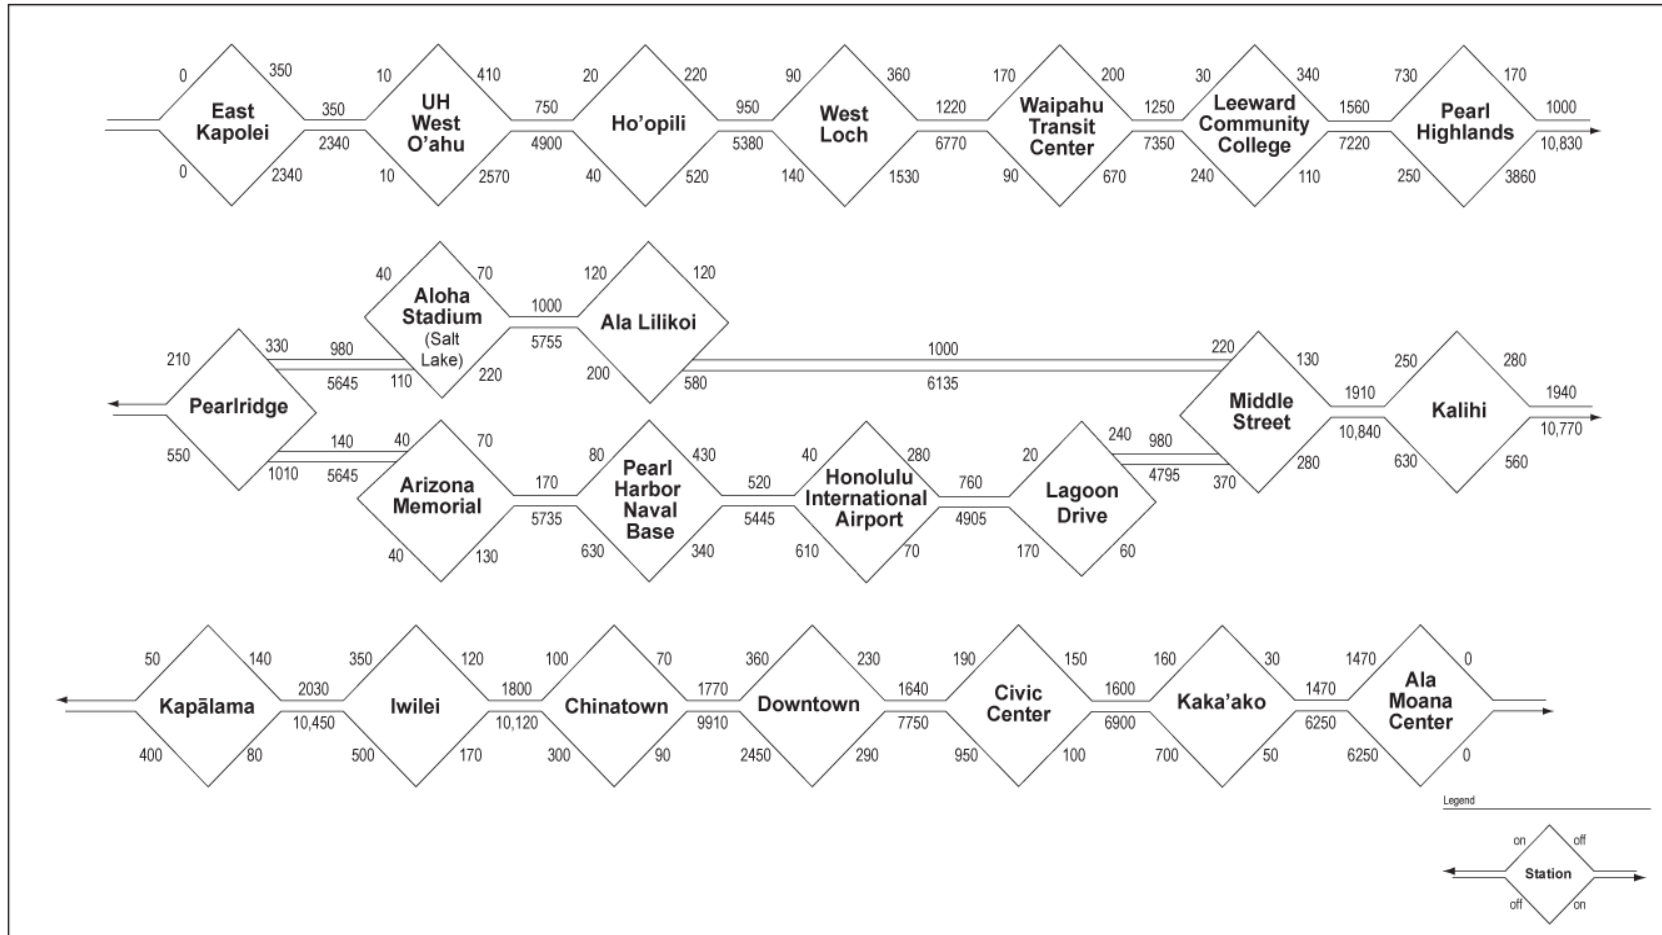 0 350 10 410 20 220 90 360 170 200 30 340 730 170
East
Kapolei
UH
West
O'ahu
Ho'opili
West
Loch
Waipahu
Transit
Center
Leeward
Community
College
Pearl
Highlands
350 750 950 1220 1250 1560 1000
2340 4900 5380 6770 7350 7220 10,830
0 2340 10 2570 40 520 140 1530 90 670 240 110 250 3860
40 70 120 120
Aloha
Stadium
(Salt
Lake)
Ala Lilikoi
1000
5755
210 330 980 1000 220 130 250 280
5645 110 220 200 580 6135
Pearlridge
Middle
Street
Kalihi
1910 1940
10,840 10,770
550 140 40 70 80 430 40 280 20 240 980
1010 5645 4795 370 280 630 560
Arizona
Memorial
Pearl
Harbor
Naval
Base
Honolulu
International
Airport
Lagoon
Drive
170 520 760
5735 5445 4905
40 130 630 340 610 70 170 60
50 140 350 120 100 70 360 230 190 150 160 30 1470 0
Kapālama
Iwilei
Chinatown
Downtown
Civic
Center
Kaka'ako
Ala
Moana
Center
2030 1800 1770 1640 1600 1470
10,450 10,120 9910 7750 6900 6250
400 80 500 170 300 90 2450 290 950 100 700 50 6250 0
Legend
on off
Station
off on